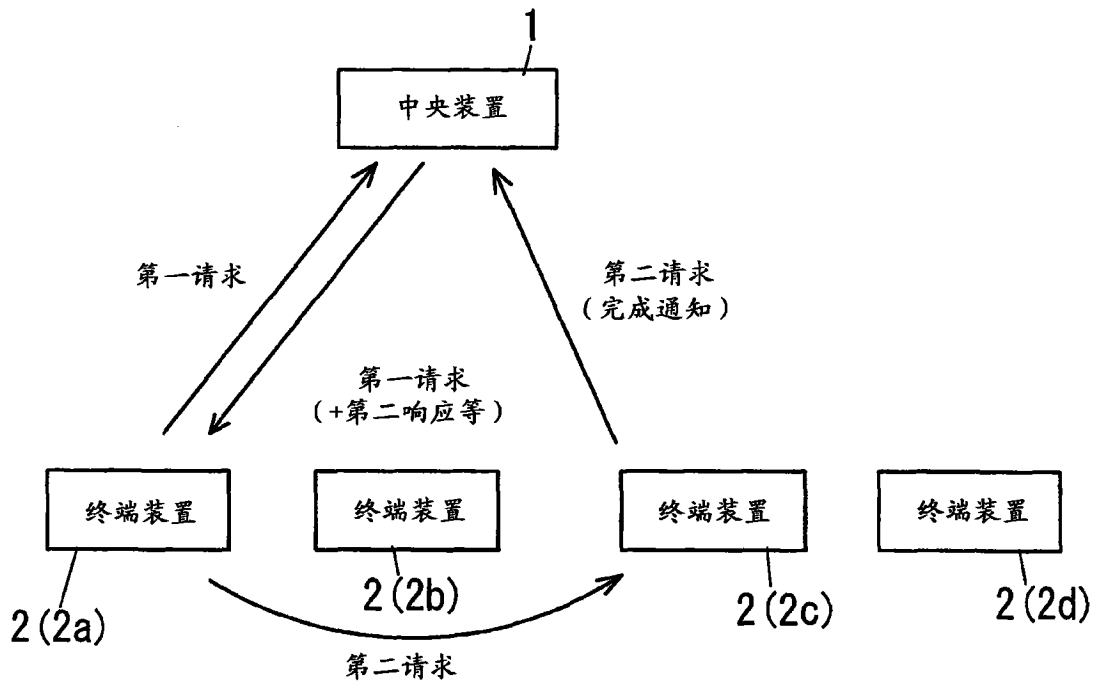 1
中央装置
第一请求
第二请求
(完成通知)
第一请求
(+第二响应等)
终端装置
终端装置
终端装置
终端装置
2(2a)
2(2b)
2(2c)
2(2d)
第二请求